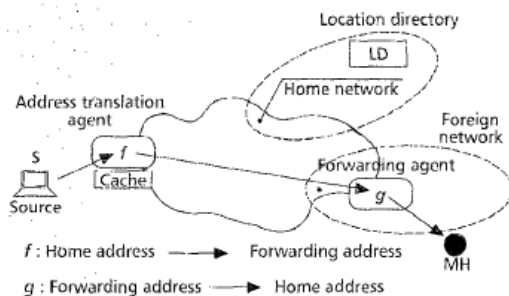 Location directory
LD
Home network
Address translation
agent
Foreign
network
S
f
Forwarding agent
Cache
g
Source
MH
f : Home address → Forwarding address
g : Forwarding address → Home address